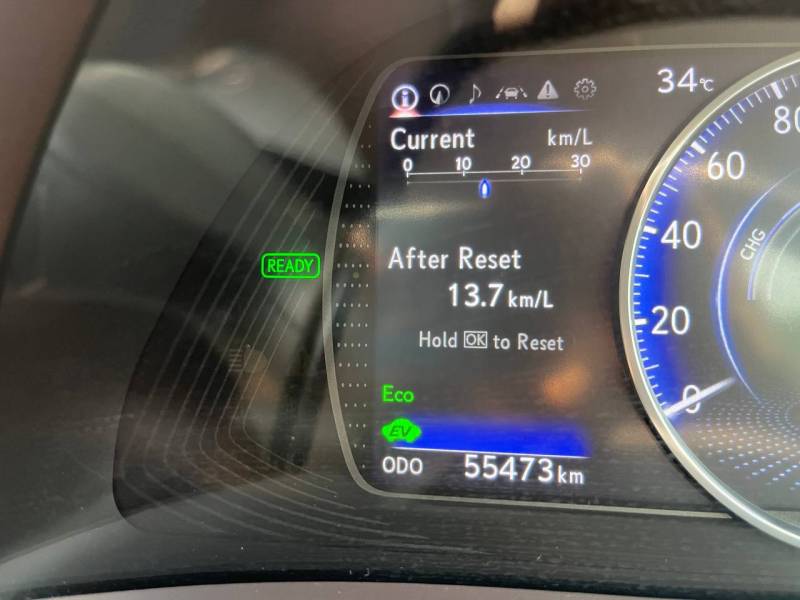 34°C
Current km/L
0 10 20 30
READY
After Reset
13.7 km/L
Hold OK to Reset
Eco
EV
ODO 55473 km
80
60
40
20
0
CHG